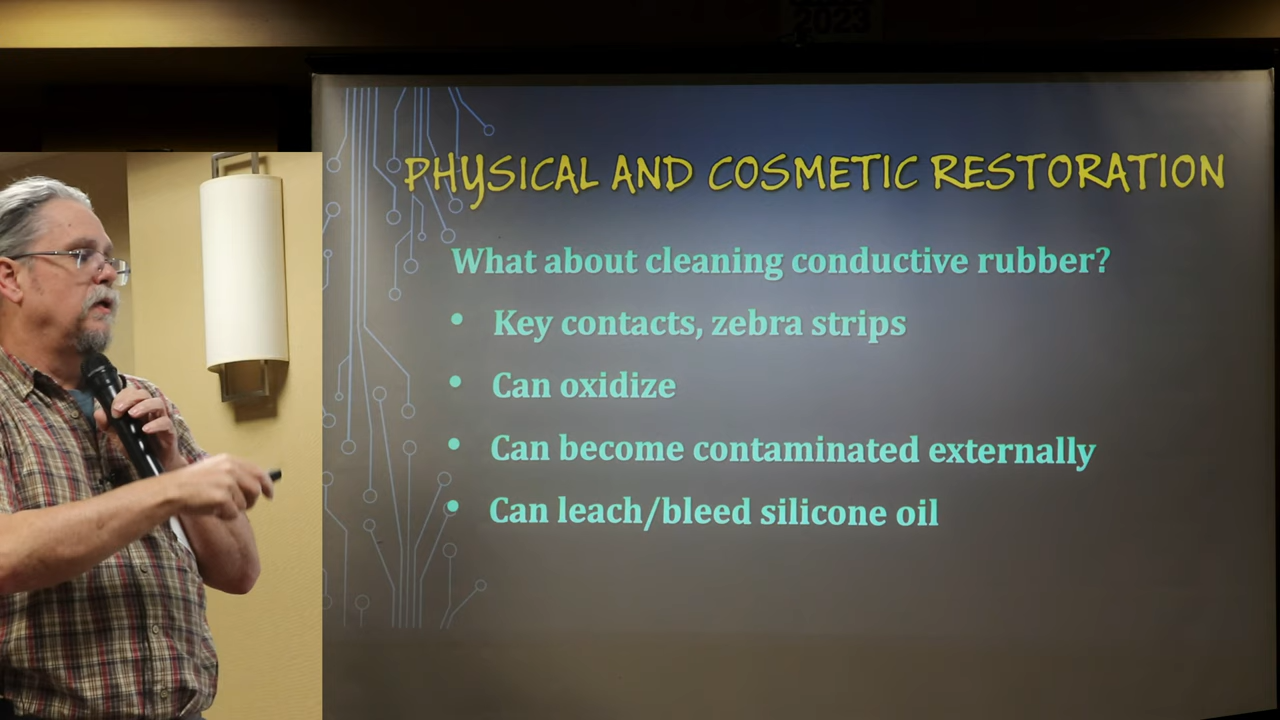 2023
PHYSICAL AND COSMETIC RESTORATION
What about cleaning conductive rubber?
• Key contacts, zebra strips
• Can oxidize
• Can become contaminated externally
• Can leach/bleed silicone oil